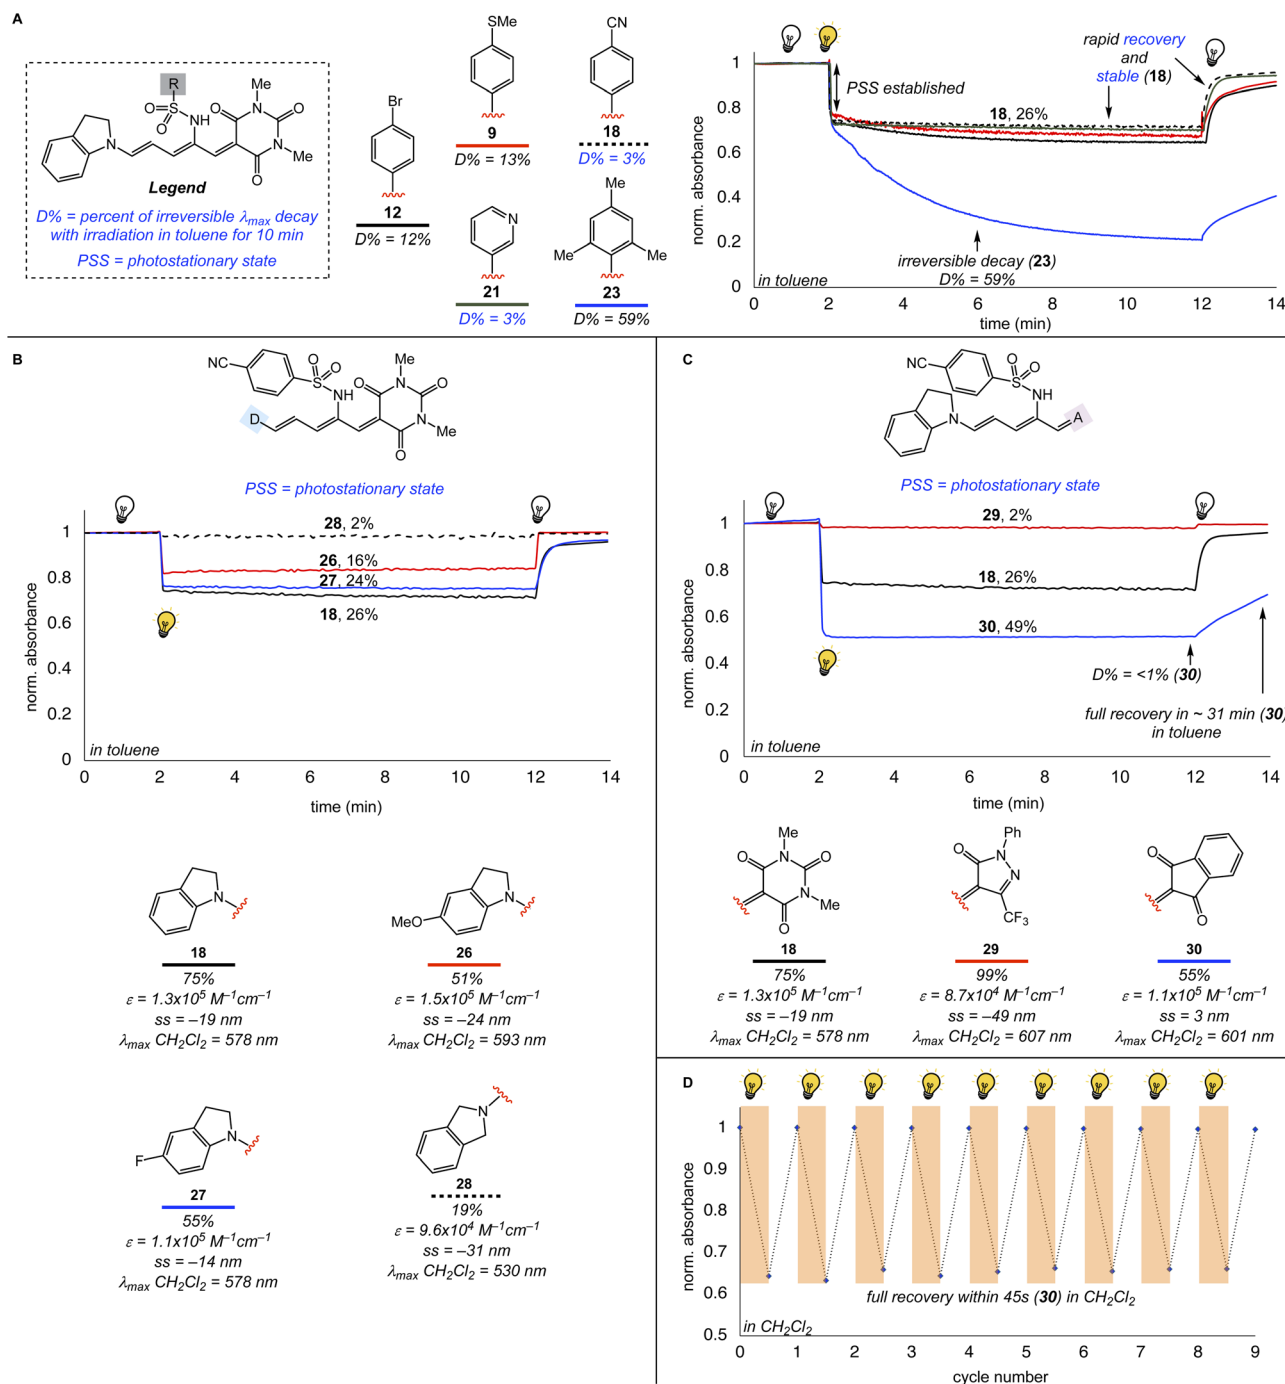 A
R
O
O
S
NH
N
Me
N
O
O
N
Me
O
Legend
D% = percent of irreversible λmax decay
with irradiation in toluene for 10 min
PSS = photostationary state
Br
12
D% = 12%
SMe
9
D% = 13%
CN
18
D% = 3%
N
21
D% = 3%
Me
Me
Me
23
D% = 59%
norm. absorbance
1
0.8
0.6
0.4
0.2
0
PSS established
rapid recovery
and
stable (18)
18, 26%
irreversible decay (23)
D% = 59%
in toluene
0 2 4 6 8 10 12 14
time (min)
B
NC
O
O
S
NH
D
Me
O
N
O
N
Me
O
PSS = photostationary state
norm. absorbance
1
0.8
0.6
0.4
0.2
0
28, 2%
26, 16%
27, 24%
18, 26%
in toluene
0 2 4 6 8 10 12 14
time (min)
N
18
75%
ε = 1.3x10⁵ M⁻¹cm⁻¹
ss = –19 nm
λmax CH₂Cl₂ = 578 nm
MeO
N
26
51%
ε = 1.5x10⁵ M⁻¹cm⁻¹
ss = –24 nm
λmax CH₂Cl₂ = 593 nm
F
N
27
55%
ε = 1.1x10⁵ M⁻¹cm⁻¹
ss = –14 nm
λmax CH₂Cl₂ = 578 nm
N
28
19%
ε = 9.6x10⁴ M⁻¹cm⁻¹
ss = –31 nm
λmax CH₂Cl₂ = 530 nm
C
NC
O
O
S
NH
N
A
PSS = photostationary state
norm. absorbance
1
0.8
0.6
0.4
0.2
0
29, 2%
18, 26%
30, 49%
D% = <1% (30)
full recovery in ~ 31 min (30)
in toluene
in toluene
0 2 4 6 8 10 12 14
time (min)
Me
O
N
O
N
Me
O
18
75%
ε = 1.3x10⁵ M⁻¹cm⁻¹
ss = –19 nm
λmax CH₂Cl₂ = 578 nm
Ph
O
N
N
CF₃
29
99%
ε = 8.7x10⁴ M⁻¹cm⁻¹
ss = –49 nm
λmax CH₂Cl₂ = 607 nm
O
O
30
55%
ε = 1.1x10⁵ M⁻¹cm⁻¹
ss = 3 nm
λmax CH₂Cl₂ = 601 nm
D
norm. absorbance
1
0.9
0.8
0.7
0.6
0.5
full recovery within 45s (30) in CH₂Cl₂
in CH₂Cl₂
0 1 2 3 4 5 6 7 8 9
cycle number